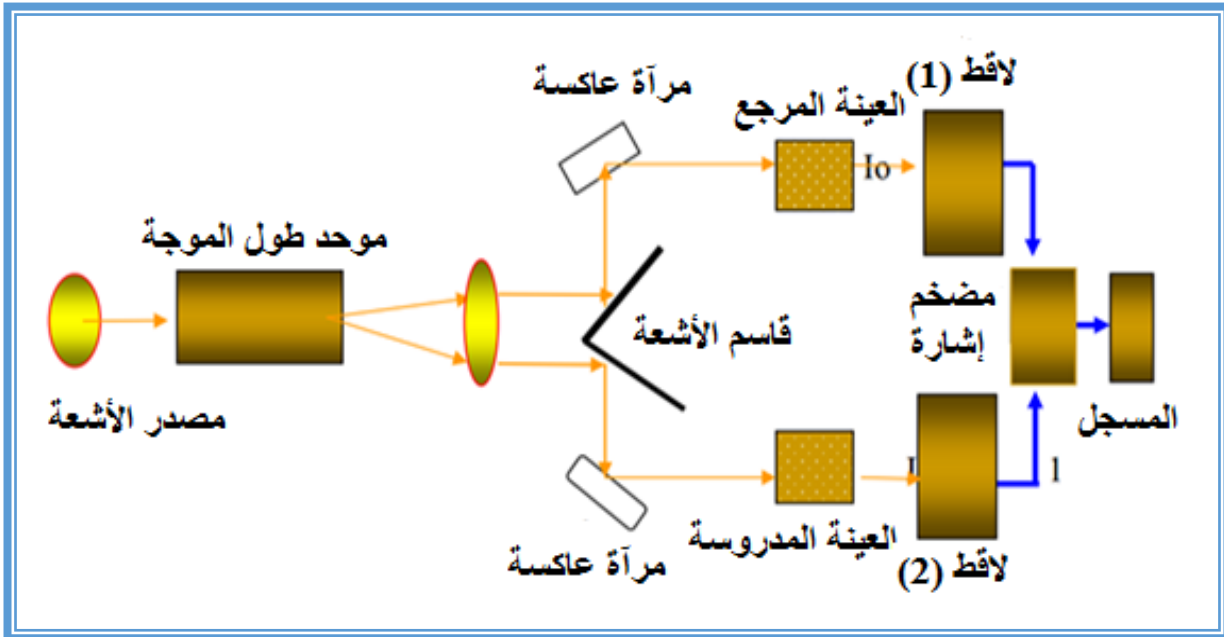 لاقط (1)
مرآة عاكسة
العينة المرجع
Io
موحد طول الموجة
مضخم
إشارة
قاسم الأشعة
مصدر الأشعة
المسجل
I
1
العينة المدروسة
مرآة عاكسة
لاقط (2)